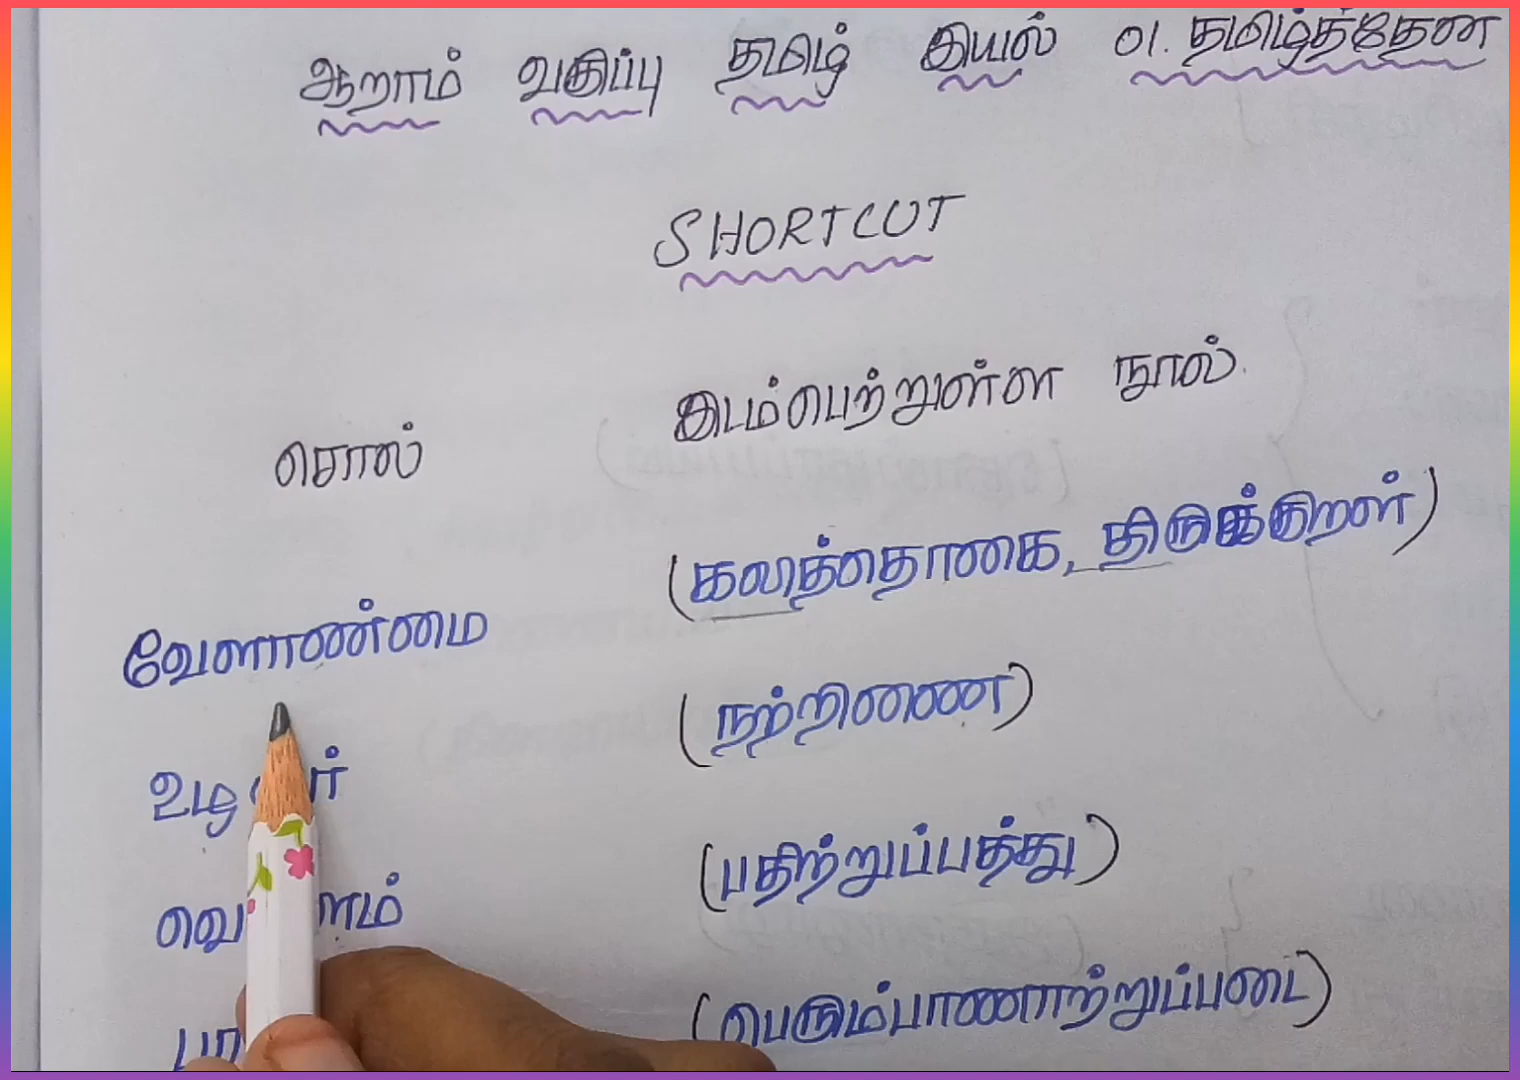 ஆறாம் வகுப்பு தமிழ் இயல் 01. தமிழ்த்தேன
SHORTCUT
சொல் இடம்பெற்றுள்ள நூல்
வேளாண்மை (கலித்தொகை, திருக்குறள்)
(நற்றிணை)
(பதிற்றுப்பத்து)
(பெரும்பாணாற்றுப்படை)